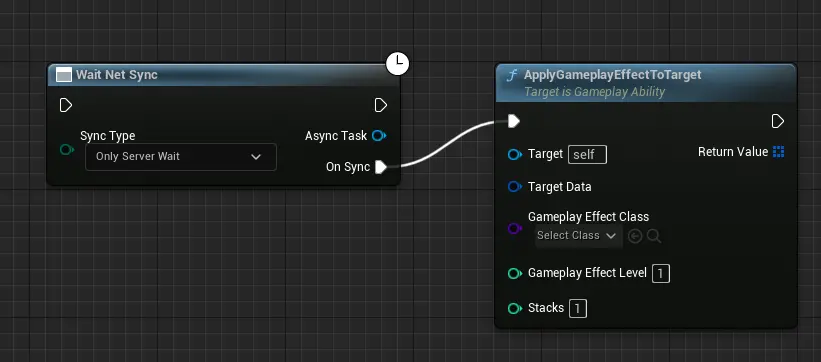 Wait Net Sync
Sync Type
Only Server Wait
Async Task
On Sync
ApplyGameplayEffectToTarget
Target is Gameplay Ability
Target self
Return Value
Target Data
Gameplay Effect Class
Select Class
Gameplay Effect Level 1
Stacks 1